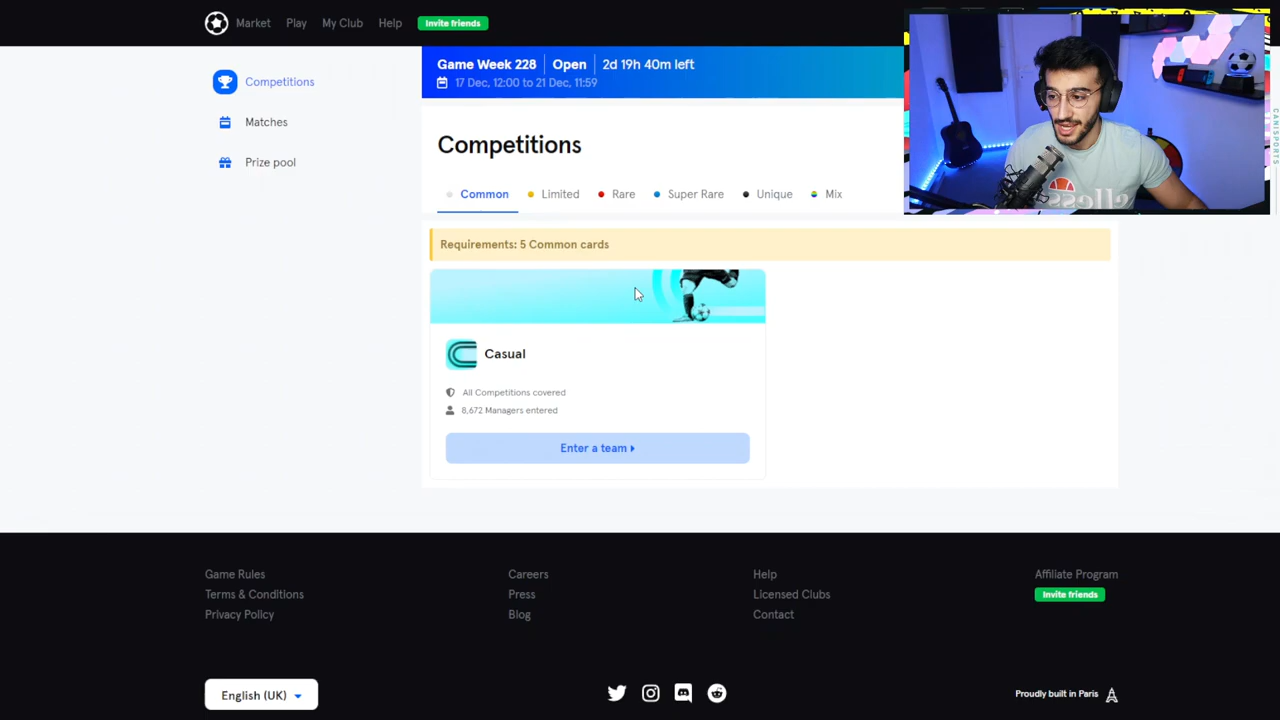 Market Play My Club Help Invite friends
Competitions
Matches
Prize pool
Game Week 228 Open 2d 19h 40m left
17 Dec, 12:00 to 21 Dec, 11:59
Competitions
Common Limited Rare Super Rare Unique Mix
Requirements: 5 Common cards
Casual
All Competitions covered
8,672 Managers entered
Enter a team
Game Rules
Terms & Conditions
Privacy Policy
Careers
Press
Blog
Help
Licensed Clubs
Contact
Affiliate Program
Invite friends
English (UK)
Proudly built in Paris
ellesse
CANISPORTS